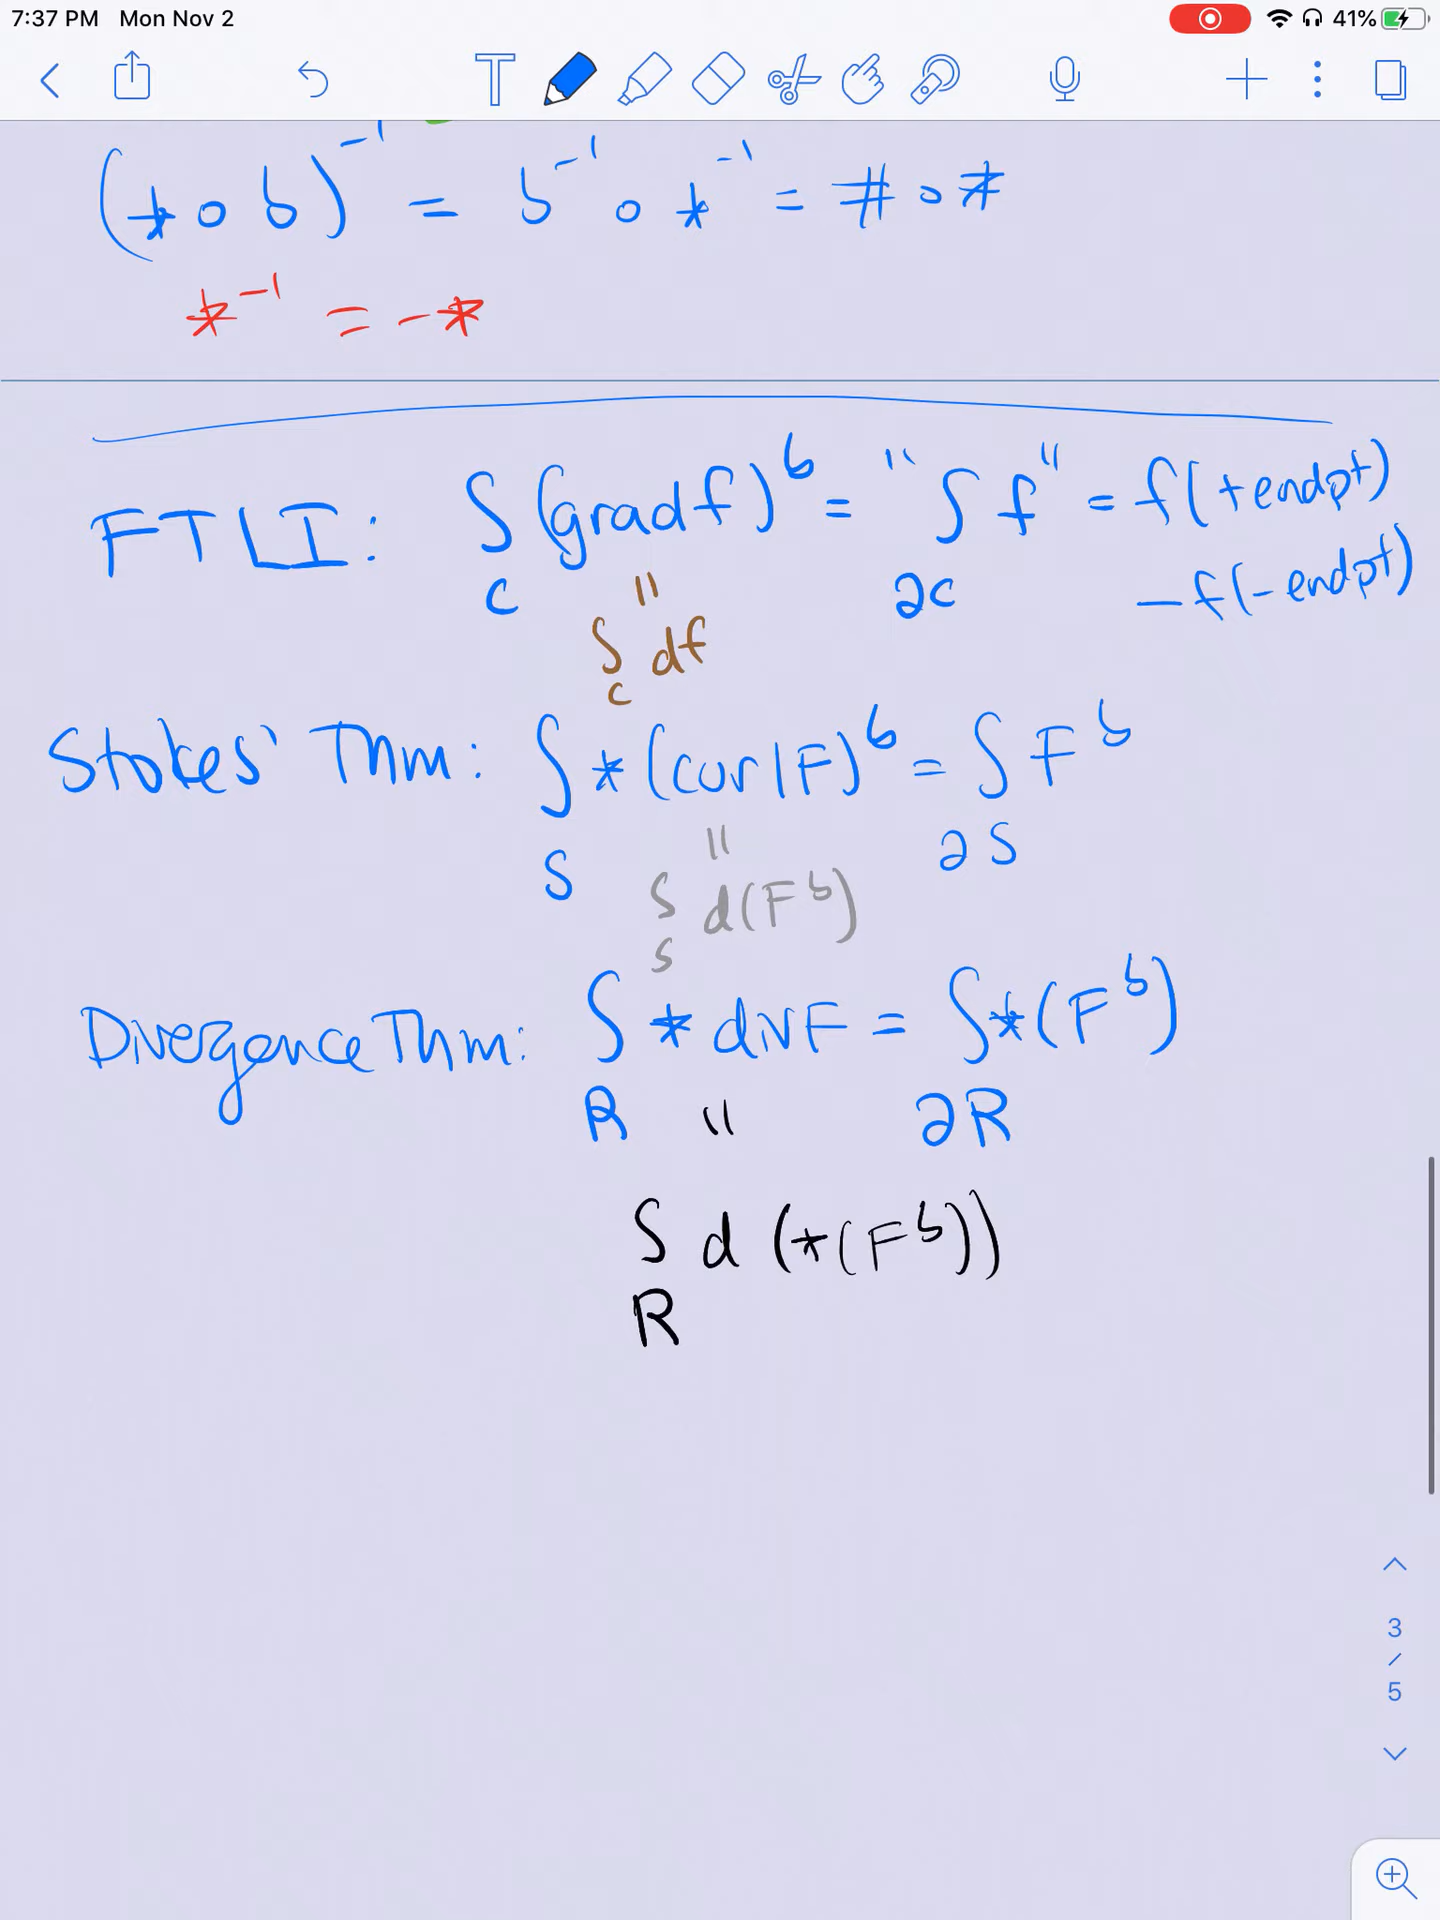 7:37 PM Mon Nov 2 41%
T
(* ∘ ♭)⁻¹ = ♭⁻¹ ∘ *⁻¹ = # ∘ *
*⁻¹ = -*
FTLI: ∫_C (grad f)^♭ = "∫_∂C f" = f(+endpt)
- f(-endpt)
=
∫_C df
Stokes' Thm: ∫_S *(curl F)^♭ = ∫_∂S F^♭
=
∫_S d(F^♭)
Divergence Thm: ∫_R * div F = ∫_∂R *(F^♭)
=
∫_R d(*(F^♭))
3
/
5